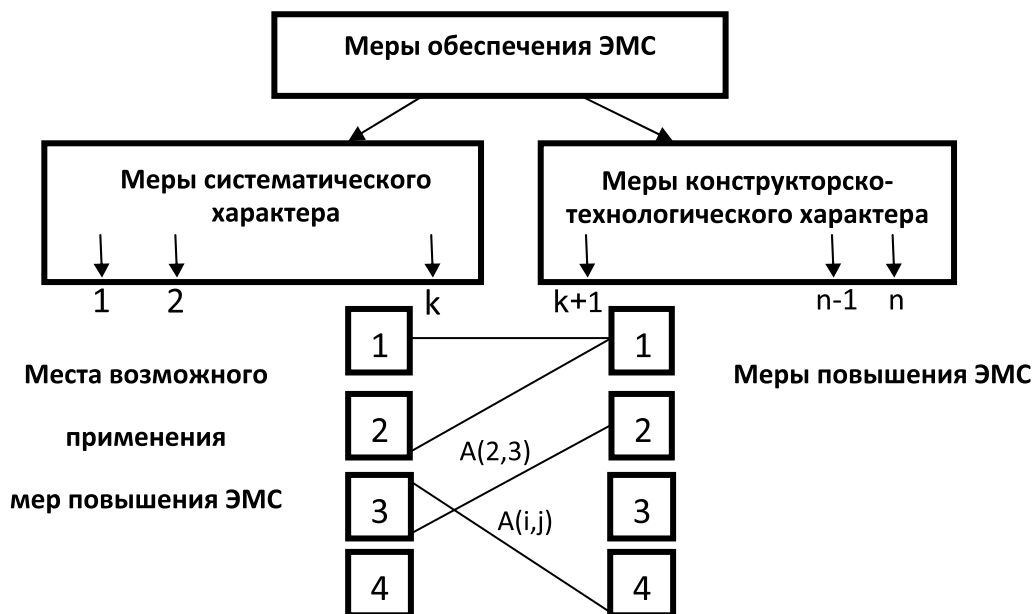 Меры обеспечения ЭМС
Меры систематического
характера
1 2 k
Меры конструкторско-
технологического характера
k+1 n-1 n
Места возможного
применения
мер повышения ЭМС
1
2
3
4
A(2,3)
A(i,j)
1
2
3
4
Меры повышения ЭМС